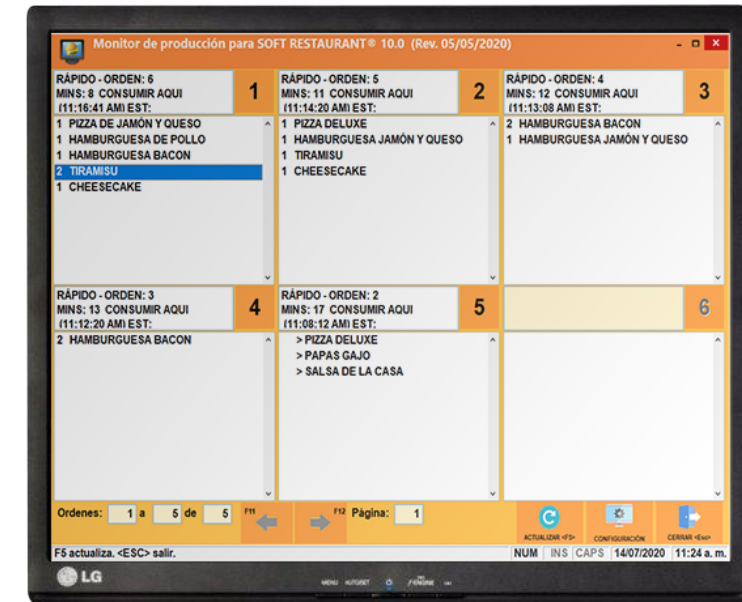 Monitor de producción para SOFT RESTAURANT® 10.0 (Rev. 05/05/2020)
RÁPIDO - ORDEN: 6
MINS: 8 CONSUMIR AQUI
(11:16:41 AM) EST:
1
1 PIZZA DE JAMÓN Y QUESO
1 HAMBURGUESA DE POLLO
1 HAMBURGUESA BACON
2 TIRAMISU
1 CHEESECAKE
RÁPIDO - ORDEN: 5
MINS: 11 CONSUMIR AQUI
(11:14:20 AM) EST:
2
1 PIZZA DELUXE
1 HAMBURGUESA JAMÓN Y QUESO
1 TIRAMISU
1 CHEESECAKE
RÁPIDO - ORDEN: 4
MINS: 12 CONSUMIR AQUI
(11:13:08 AM) EST:
3
2 HAMBURGUESA BACON
1 HAMBURGUESA JAMÓN Y QUESO
RÁPIDO - ORDEN: 3
MINS: 13 CONSUMIR AQUI
(11:12:20 AM) EST:
4
2 HAMBURGUESA BACON
RÁPIDO - ORDEN: 2
MINS: 17 CONSUMIR AQUI
(11:08:12 AM) EST:
5
> PIZZA DELUXE
> PAPAS GAJO
> SALSA DE LA CASA
6
Ordenes: 1 a 5 de 5 F11 F12 Página: 1
ACTUALIZAR <F5> CONFIGURACIÓN CERRAR <Esc>
F5 actualiza. <ESC> salir. NUM INS CAPS 14/07/2020 11:24 a. m.
LG
MENU AUTO/SET ENGINE